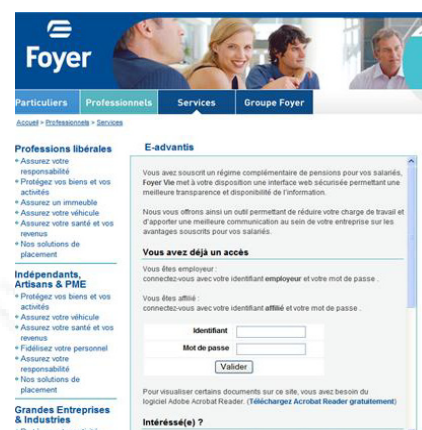 Foyer
Particuliers Professionnels Services Groupe Foyer
Accueil > Professionnels > Services
Professions libérales
Assurez votre
responsabilité
Protégez vos biens et vos
activités
Assurez un immeuble
Assurez votre véhicule
Assurez votre santé et vos
revenus
Nos solutions de
placement
Indépendants,
Artisans & PME
Protégez vos biens et vos
activités
Assurez votre véhicule
Assurez votre santé et vos
revenus
Fidélisez votre personnel
Assurez votre
responsabilité
Nos solutions de
placement
Grandes Entreprises
& Industries
E-advantis
Vous avez souscrit un régime complémentaire de pensions pour vos salariés,
Foyer Vie met à votre disposition une interface web sécurisée permettant une
meilleure transparence et disponibilité de l'information.
Nous vous offrons ainsi un outil permettant de réduire votre charge de travail et
d'apporter une meilleure communication au sein de votre entreprise sur les
avantages souscrits pour vos salariés.
Vous avez déjà un accès
Vous êtes employeur :
connectez-vous avec votre identifiant employeur et votre mot de passe .
Vous êtes affilié :
connectez-vous avec votre identifiant affilié et votre mot de passe .
Identifiant
Mot de passe
Valider
Pour visualiser certains documents sur ce site, vous avez besoin du
logiciel Adobe Acrobat Reader. (Téléchargez Acrobat Reader gratuitement)
Intéréssé(e) ?